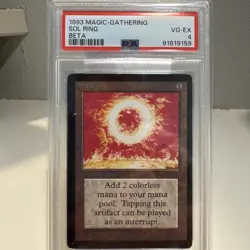 1993 MAGIC-GATHERING
SOL RING
BETA
VG-EX
4
PSA
91619159
Add 2 colorless
mana to your mana
pool. Tapping this
artifact can be played
as an interrupt.